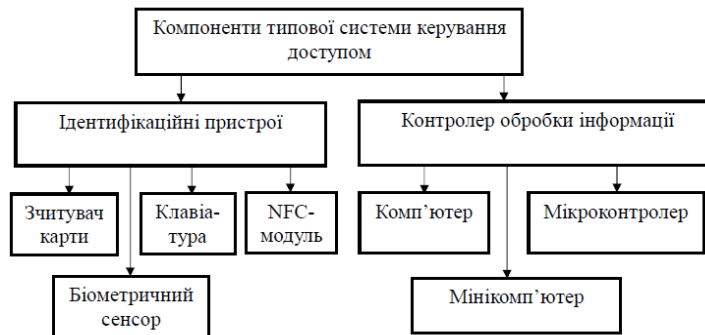 Компоненти типової системи керування
доступом
Ідентифікаційні пристрої
Контролер обробки інформації
Зчитувач
карти
Клавіа-
тура
NFC-
модуль
Комп’ютер
Мікроконтролер
Біометричний
сенсор
Мінікомп’ютер